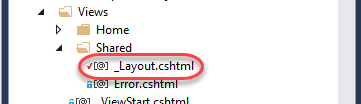 Views
Home
Shared
[@] _Layout.cshtml
[@] Error.cshtml
[@] _ViewStart.cshtml